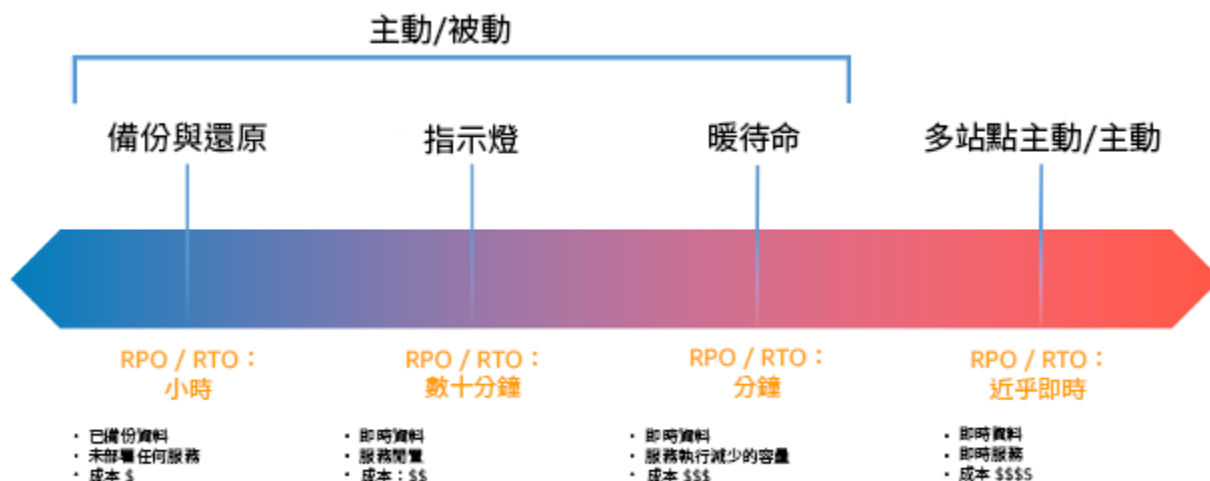 主動/被動
備份與還原
指示燈
暖待命
多站點主動/主動
RPO / RTO：
小時
RPO / RTO：
數十分鐘
RPO / RTO：
分鐘
RPO / RTO：
近乎即時
• 已備份資料
• 未部署任何服務
• 成本 $
• 即時資料
• 服務閒置
• 成本：$$
• 即時資料
• 服務執行減少的容量
• 成本 $$$
• 即時資料
• 即時服務
• 成本 $$$$